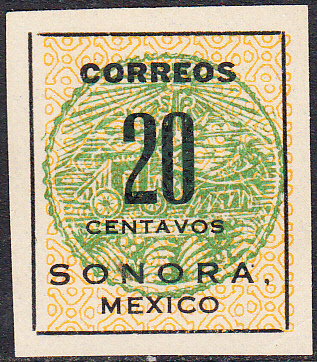 CORREOS
20
CENTAVOS
SONORA,
MEXICO